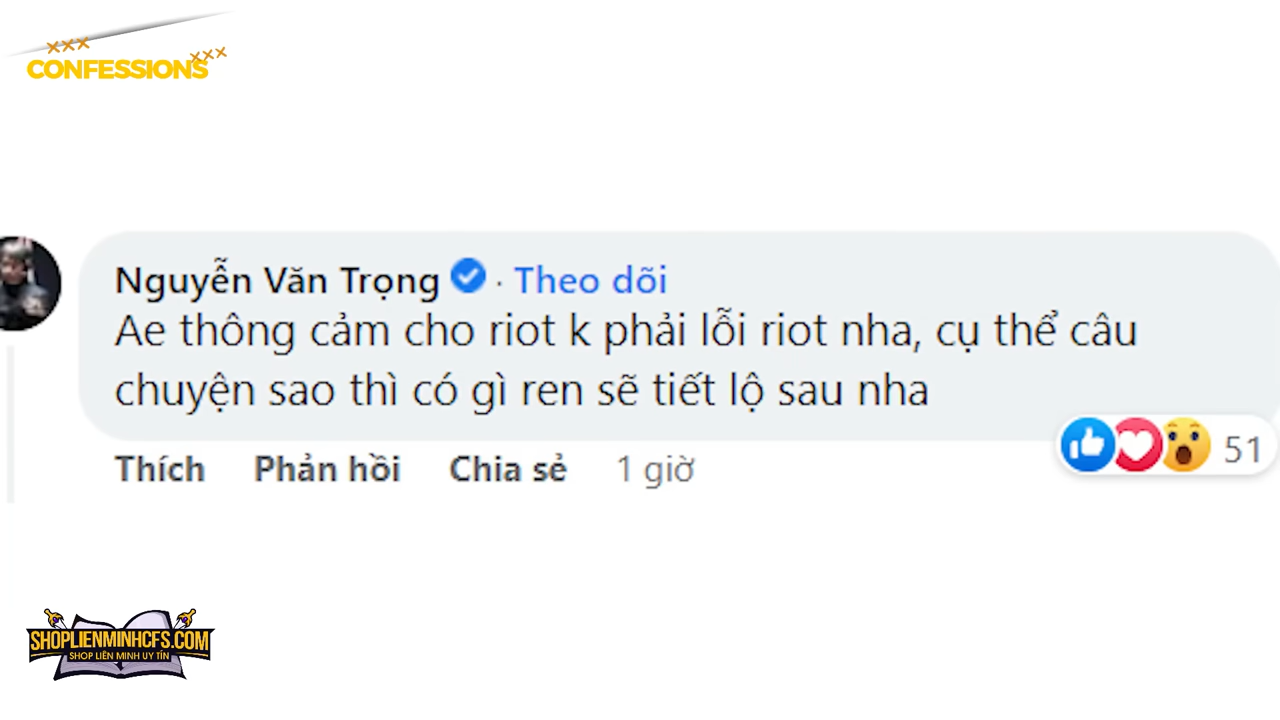 xxx
xxx
CONFESSIONS
Nguyễn Văn Trọng · Theo dõi
Ae thông cảm cho riot k phải lỗi riot nha, cụ thể câu
chuyện sao thì có gì ren sẽ tiết lộ sau nha
51
Thích Phản hồi Chia sẻ 1 giờ
SHOPLIENMINHCFS.COM
SHOP LIÊN MINH UY TÍN